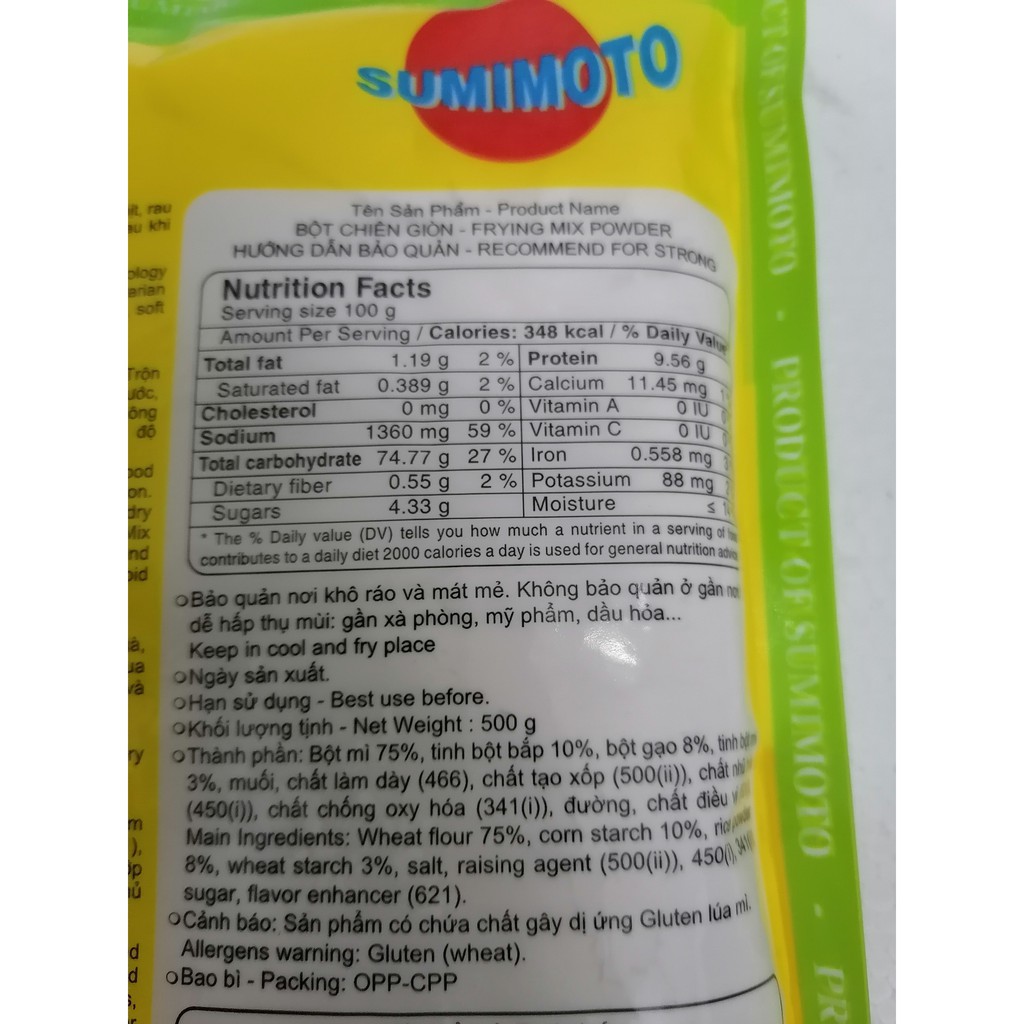 SUMIMOTO
Tên Sản Phẩm - Product Name
BỘT CHIÊN GIÒN - FRYING MIX POWDER
HƯỚNG DẪN BẢO QUẢN - RECOMMEND FOR STRONG
Nutrition Facts
Serving size 100 g
Amount Per Serving / Calories: 348 kcal / % Daily Value
Total fat 1.19 g 2 % Protein 9.56 g
Saturated fat 0.389 g 2 % Calcium 11.45 mg
Cholesterol 0 mg 0 % Vitamin A 0 IU
Sodium 1360 mg 59 % Vitamin C 0 IU
Total carbohydrate 74.77 g 27 % Iron 0.558 mg
Dietary fiber 0.55 g 2 % Potassium 88 mg
Sugars 4.33 g Moisture ≤
* The % Daily value (DV) tells you how much a nutrient in a serving of
contributes to a daily diet 2000 calories a day is used for general nutrition
Bảo quản nơi khô ráo và mát mẻ. Không bảo quản ở gần
dễ hấp thụ mùi: gần xà phòng, mỹ phẩm, dầu hỏa...
Keep in cool and fry place
Ngày sản xuất.
Hạn sử dụng - Best use before.
Khối lượng tịnh - Net Weight : 500 g
Thành phần: Bột mì 75%, tinh bột bắp 10%, bột gạo 8%, tinh
3%, muối, chất làm dày (466), chất tạo xốp (500(ii)), chất
(450(i)), chất chống oxy hóa (341(i)), đường, chất điều
Main Ingredients: Wheat flour 75%, corn starch 10%, rice
8%, wheat starch 3%, salt, raising agent (500(ii)), 450(i),
sugar, flavor enhancer (621).
Cảnh báo: Sản phẩm có chứa chất gây dị ứng Gluten lúa mì.
Allergens warning: Gluten (wheat).
Bao bì - Packing: OPP-CPP
PRODUCT OF SUMIMOTO - PRODUCT OF SUMIMOTO -
rau
khi
soft
Trộn
độ